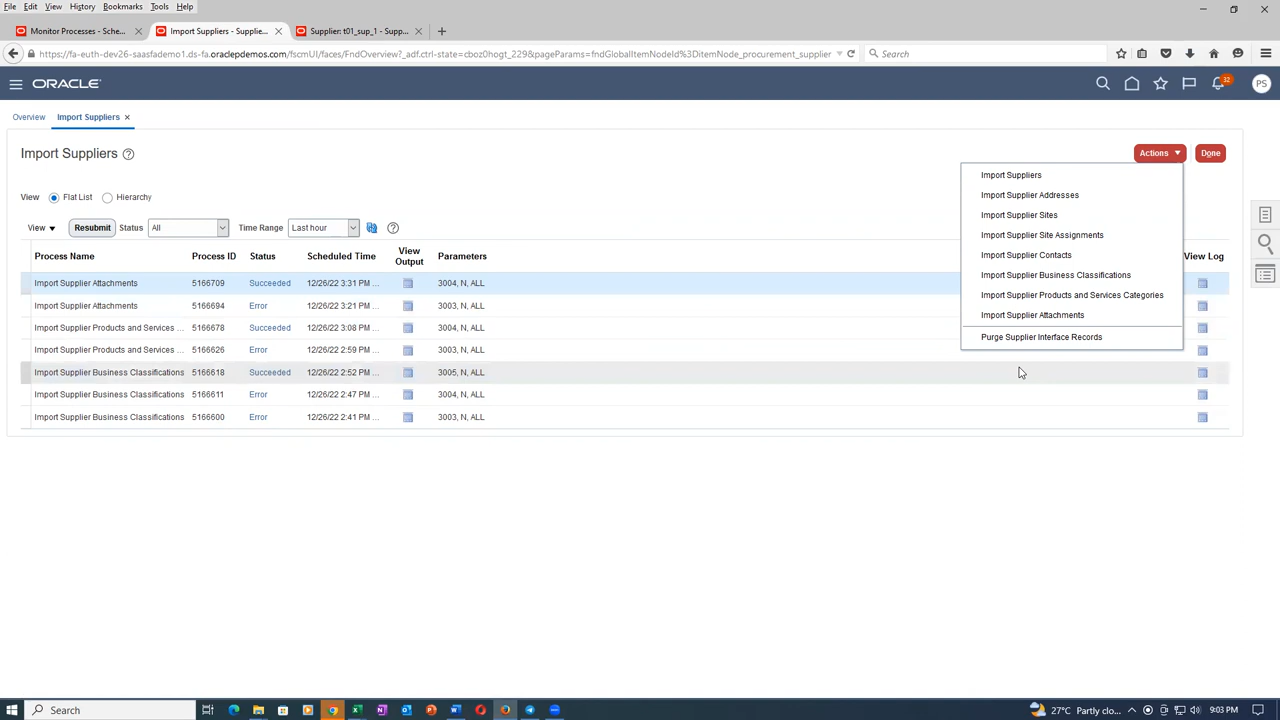 File Edit View History Bookmarks Tools Help
Monitor Processes - Sche... Import Suppliers - Supplie... Supplier: t01_sup_1 - Supp...
https://fa-euth-dev26-saasfademo1.ds-fa.oraclepdemos.com/fscmUI/faces/FndOverview?_adf.ctrl-state=cboz0hogt_229&pageParams=fndGlobalItemNodeId%3DitemNode_procurement_supplier Search
ORACLE 32 PS
Overview Import Suppliers
Import Suppliers Actions Done
View Flat List Hierarchy
View Resubmit Status All Time Range Last hour
Process Name Process ID Status Scheduled Time View Output Parameters View Log
Import Supplier Attachments 5166709 Succeeded 12/26/22 3:31 PM ... 3004, N, ALL
Import Supplier Attachments 5166694 Error 12/26/22 3:21 PM ... 3003, N, ALL
Import Supplier Products and Services ... 5166678 Succeeded 12/26/22 3:08 PM ... 3004, N, ALL
Import Supplier Products and Services ... 5166626 Error 12/26/22 2:59 PM ... 3003, N, ALL
Import Supplier Business Classifications 5166618 Succeeded 12/26/22 2:52 PM ... 3005, N, ALL
Import Supplier Business Classifications 5166611 Error 12/26/22 2:47 PM ... 3004, N, ALL
Import Supplier Business Classifications 5166600 Error 12/26/22 2:41 PM ... 3003, N, ALL
Import Suppliers
Import Supplier Addresses
Import Supplier Sites
Import Supplier Site Assignments
Import Supplier Contacts
Import Supplier Business Classifications
Import Supplier Products and Services Categories
Import Supplier Attachments
Purge Supplier Interface Records
Search 27°C Partly clo... 9:03 PM